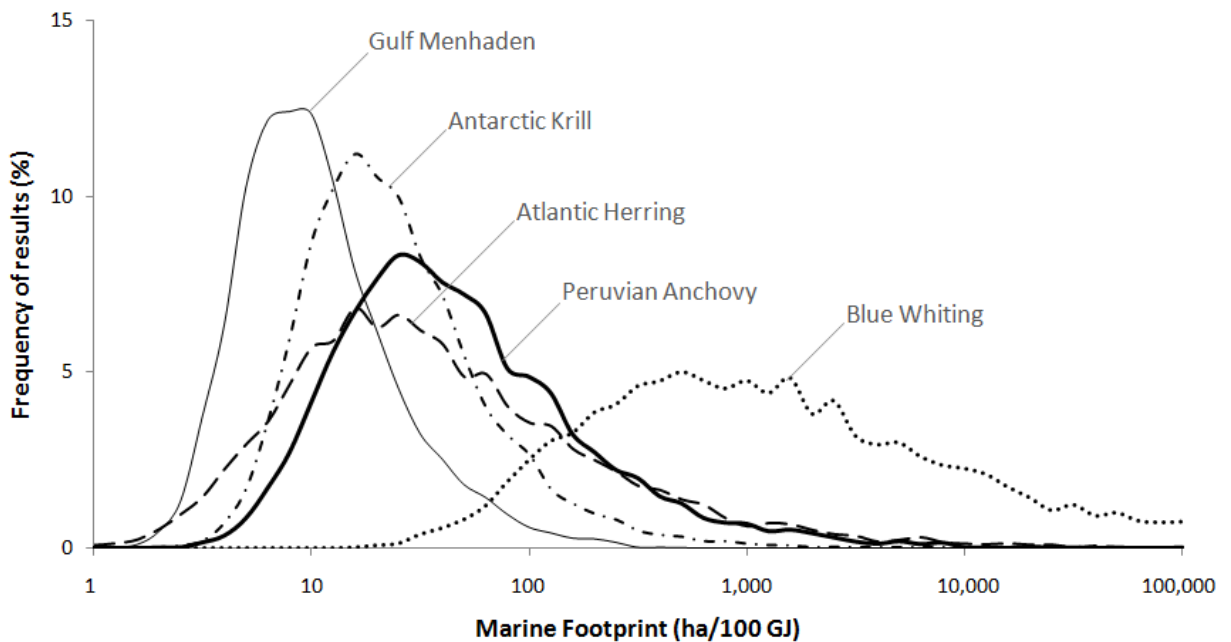 15
Gulf Menhaden
Antarctic Krill
10
Atlantic Herring
Peruvian Anchovy
Blue Whiting
Frequency of results (%)
5
0
1
10
100
1,000
10,000
100,000
Marine Footprint (ha/100 GJ)